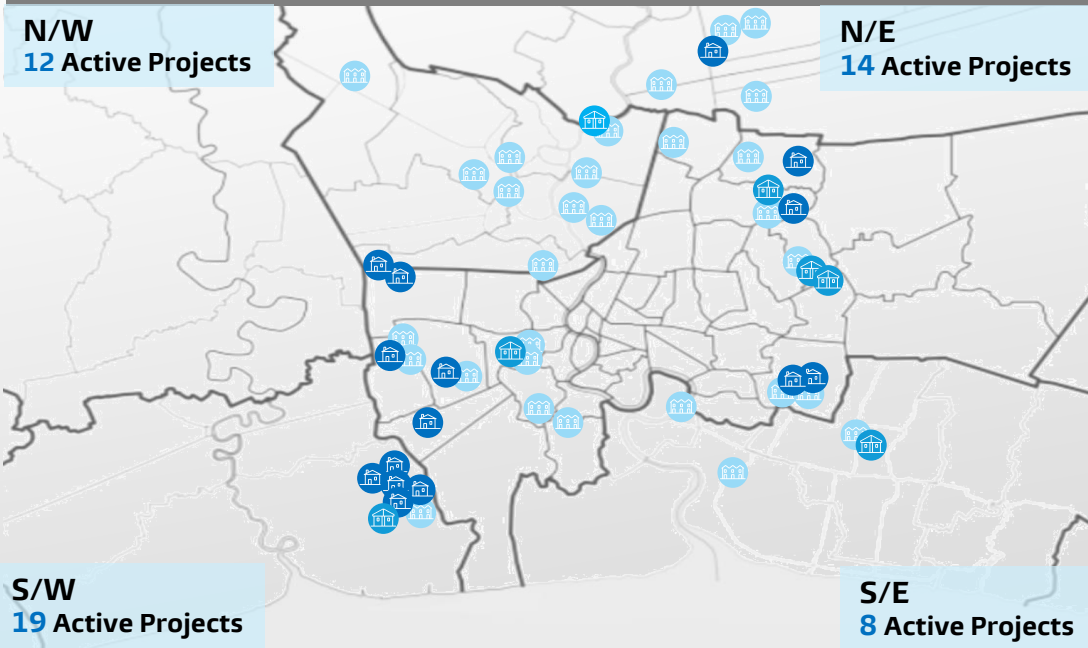 N/W
12 Active Projects
N/E
14 Active Projects
S/W
19 Active Projects
S/E
8 Active Projects